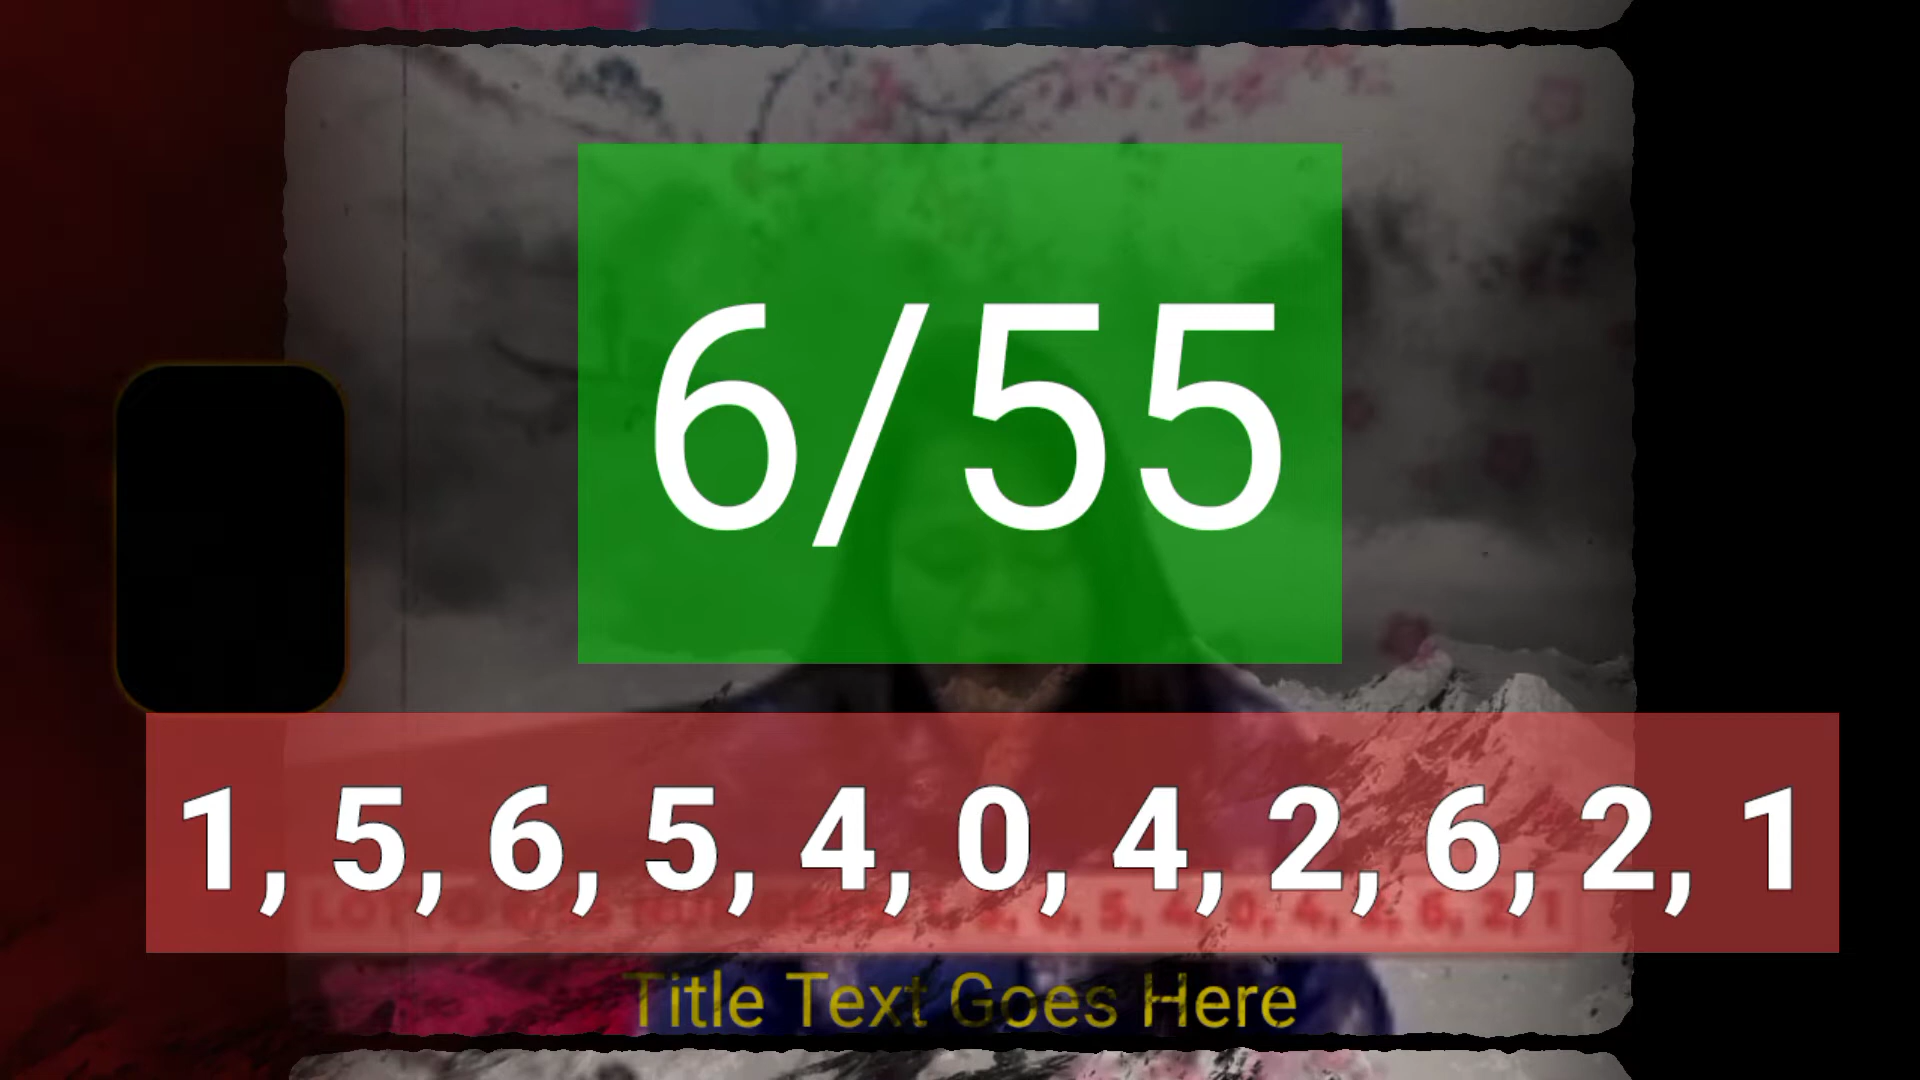 6/55
1, 5, 6, 5, 4, 0, 4, 2, 6, 2, 1
Title Text Goes Here